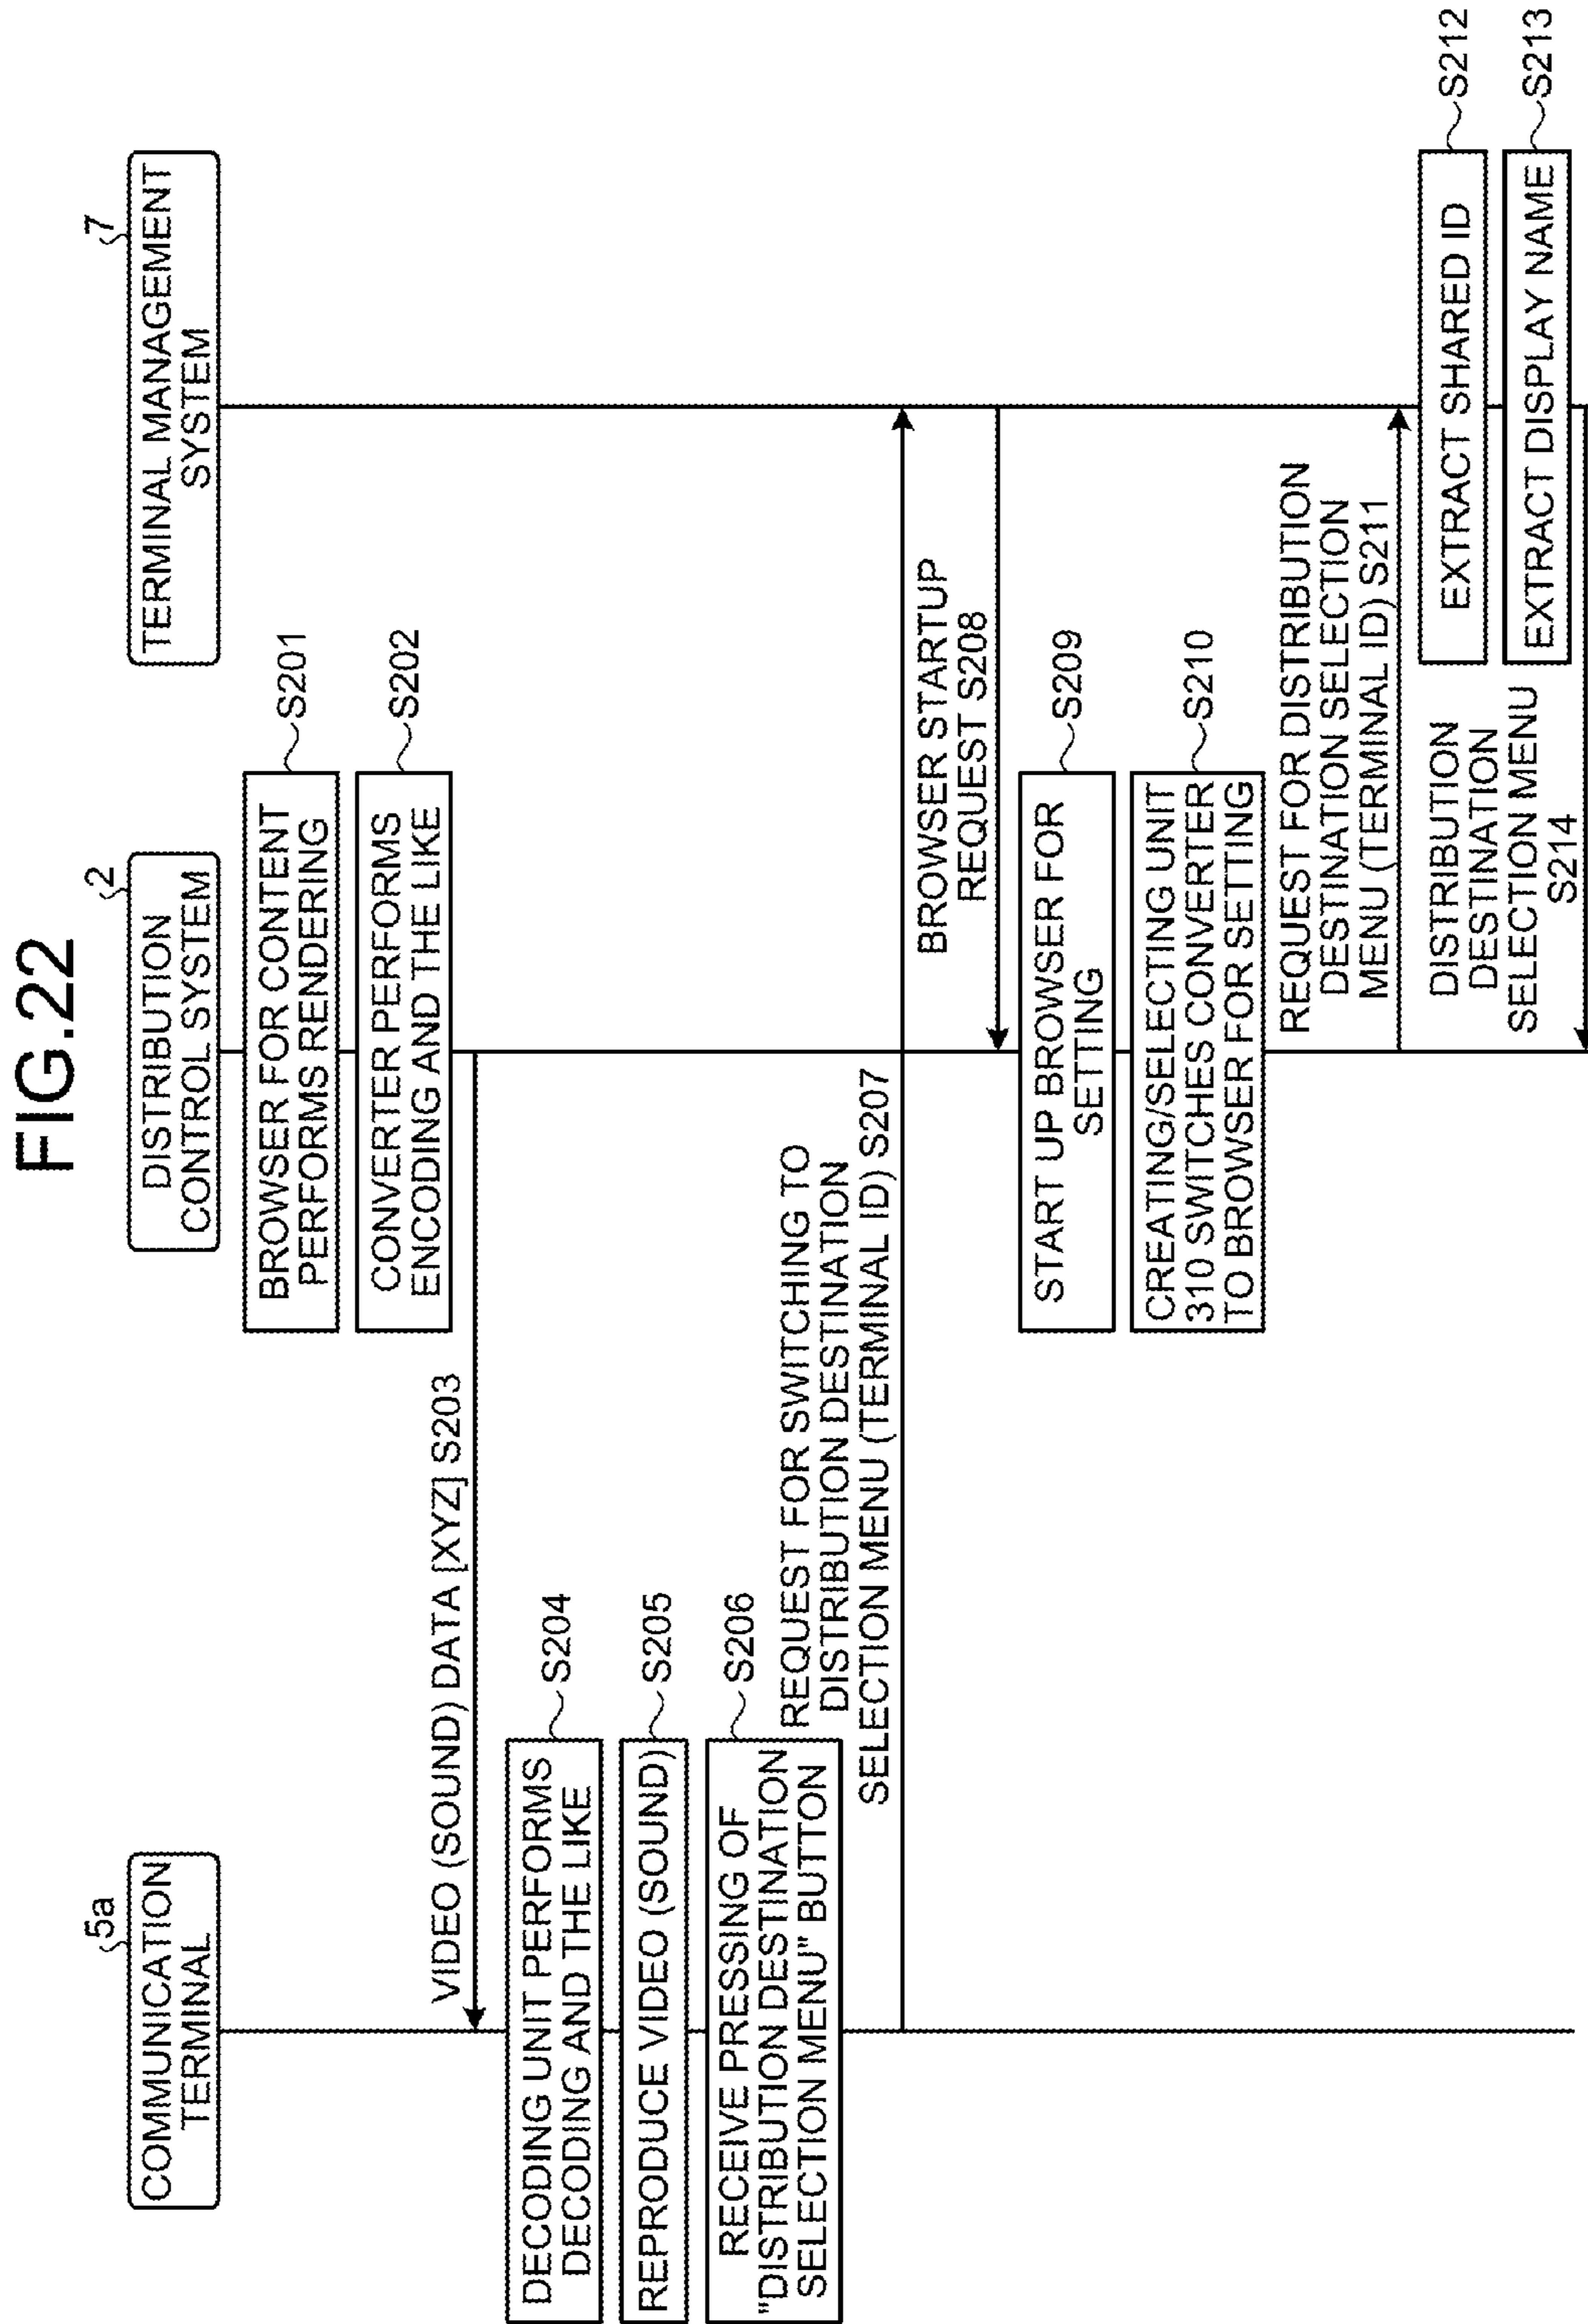 FIG.22
5a
COMMUNICATION
TERMINAL
2
DISTRIBUTION
CONTROL SYSTEM
7
TERMINAL MANAGEMENT
SYSTEM
BROWSER FOR CONTENT
PERFORMS RENDERING
S201
CONVERTER PERFORMS
ENCODING AND THE LIKE
S202
VIDEO (SOUND) DATA [XYZ] S203
DECODING UNIT PERFORMS
DECODING AND THE LIKE
S204
REPRODUCE VIDEO (SOUND)
S205
RECEIVE PRESSING OF
"DISTRIBUTION DESTINATION
SELECTION MENU" BUTTON
S206
REQUEST FOR SWITCHING TO
DISTRIBUTION DESTINATION
SELECTION MENU (TERMINAL ID) S207
BROWSER STARTUP
REQUEST S208
START UP BROWSER FOR
SETTING
S209
CREATING/SELECTING UNIT
310 SWITCHES CONVERTER
TO BROWSER FOR SETTING
S210
REQUEST FOR DISTRIBUTION
DESTINATION SELECTION
MENU (TERMINAL ID) S211
EXTRACT SHARED ID
S212
EXTRACT DISPLAY NAME
S213
DISTRIBUTION
DESTINATION
SELECTION MENU
S214